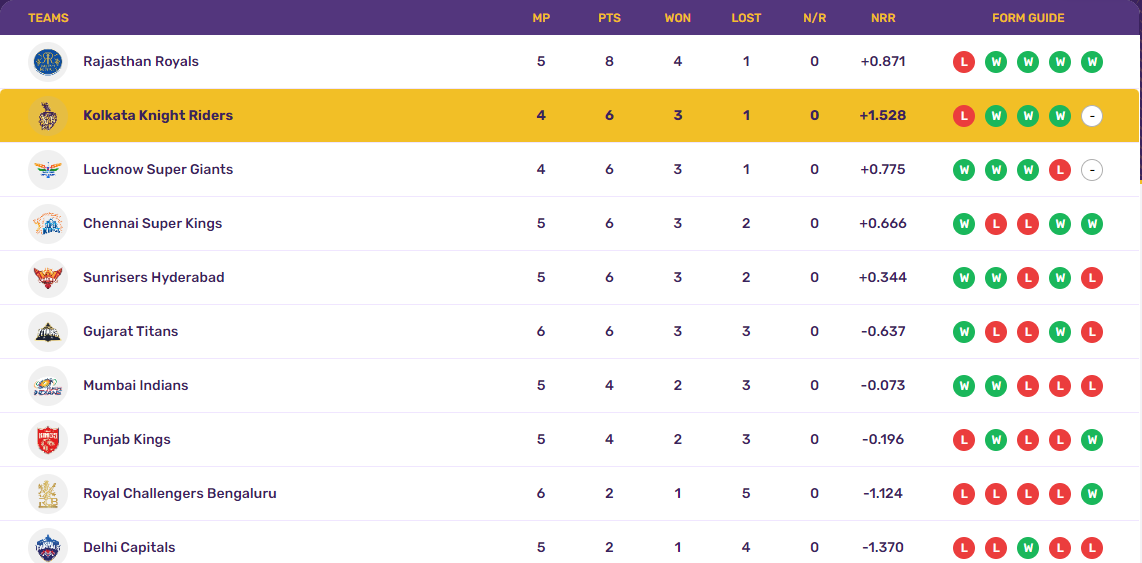 TEAMS MP PTS WON LOST N/R NRR FORM GUIDE
Rajasthan Royals 5 8 4 1 0 +0.871 L W W W W
Kolkata Knight Riders 4 6 3 1 0 +1.528 L W W W -
Lucknow Super Giants 4 6 3 1 0 +0.775 W W W L -
Chennai Super Kings 5 6 3 2 0 +0.666 W L L W W
Sunrisers Hyderabad 5 6 3 2 0 +0.344 W W L W L
Gujarat Titans 6 6 3 3 0 -0.637 W L L W L
Mumbai Indians 5 4 2 3 0 -0.073 W W L L L
Punjab Kings 5 4 2 3 0 -0.196 L W L L W
Royal Challengers Bengaluru 6 2 1 5 0 -1.124 L L L L W
Delhi Capitals 5 2 1 4 0 -1.370 L L W L L